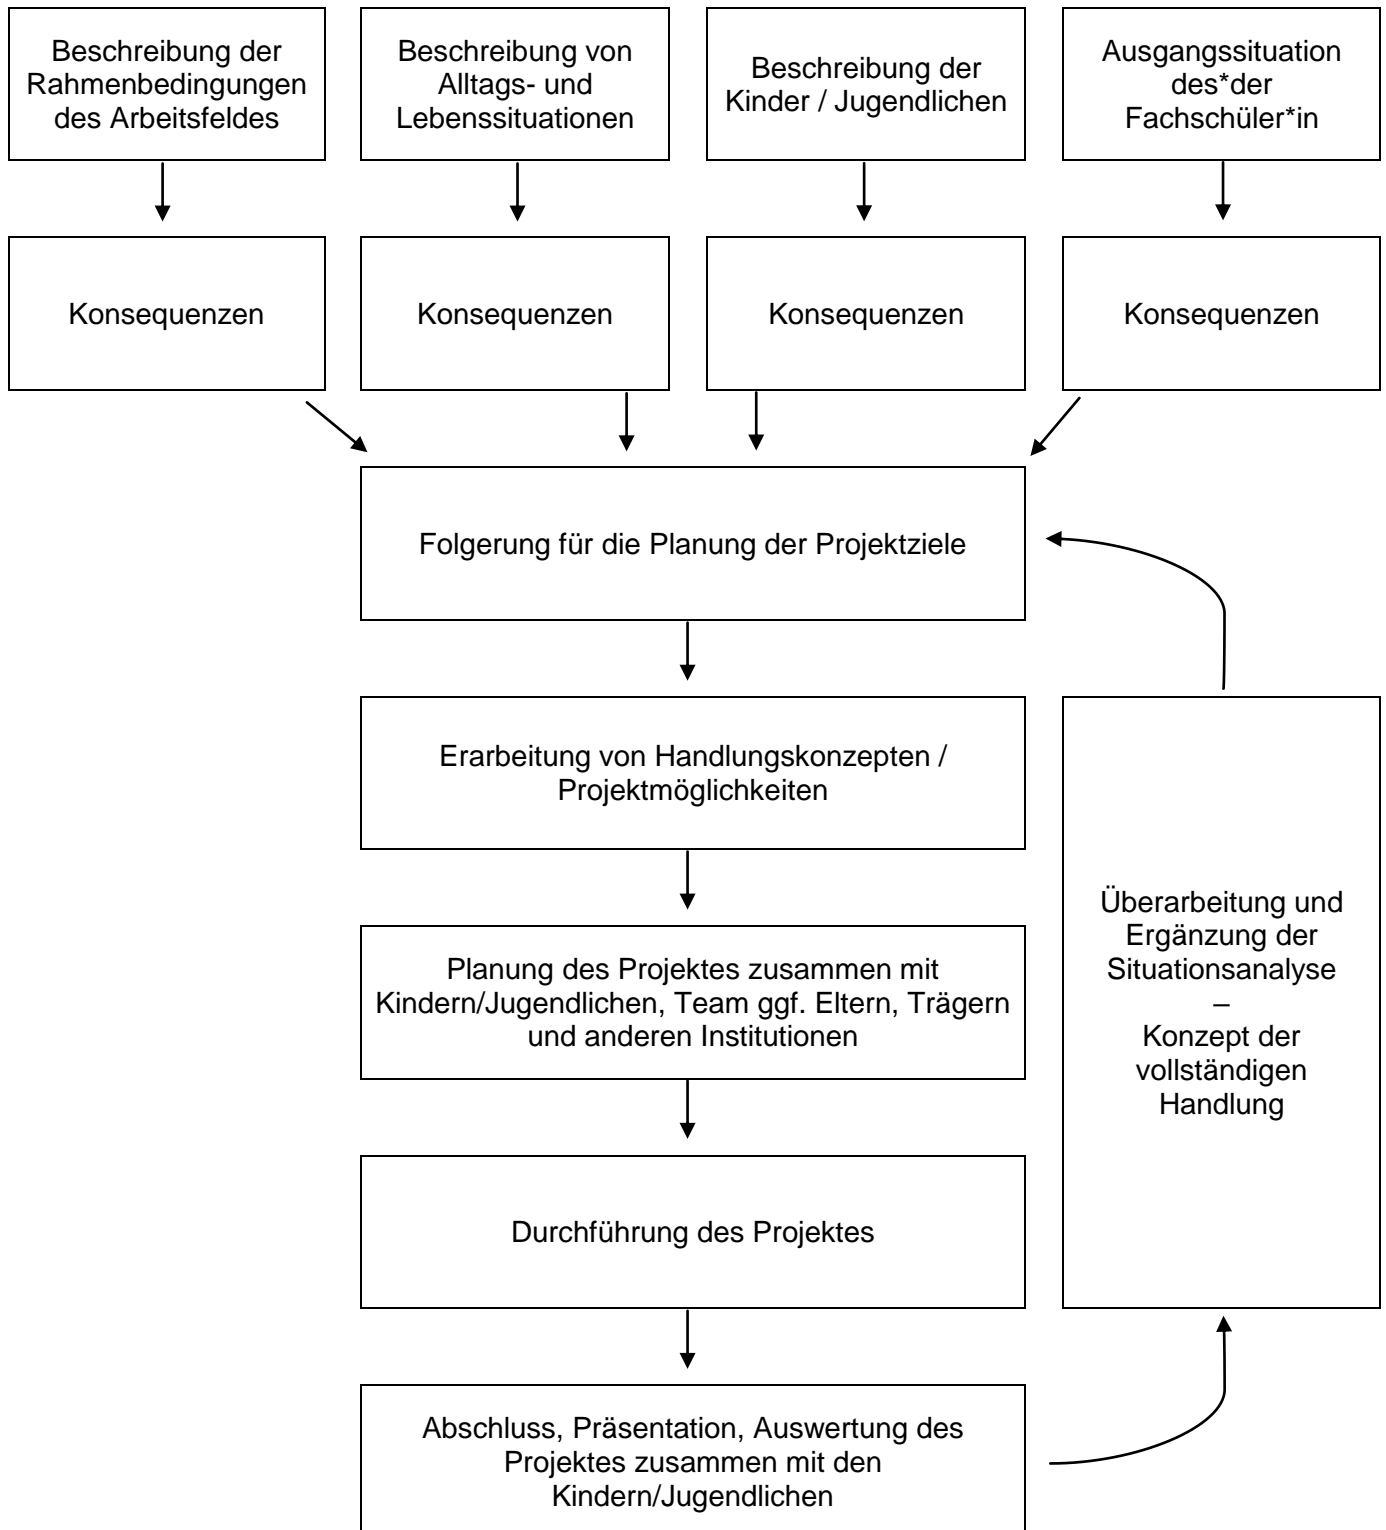 Beschreibung der
Rahmenbedingungen
des Arbeitsfeldes
Beschreibung von
Alltags- und
Lebenssituationen
Beschreibung der
Kinder / Jugendlichen
Ausgangssituation
des*der
Fachschüler*in
Konsequenzen
Konsequenzen
Konsequenzen
Konsequenzen
Folgerung für die Planung der Projektziele
Erarbeitung von Handlungskonzepten /
Projektmöglichkeiten
Planung des Projektes zusammen mit
Kindern/Jugendlichen, Team ggf. Eltern, Trägern
und anderen Institutionen
Durchführung des Projektes
Abschluss, Präsentation, Auswertung des
Projektes zusammen mit den
Kindern/Jugendlichen
Überarbeitung und
Ergänzung der
Situationsanalyse
–
Konzept der
vollständigen
Handlung